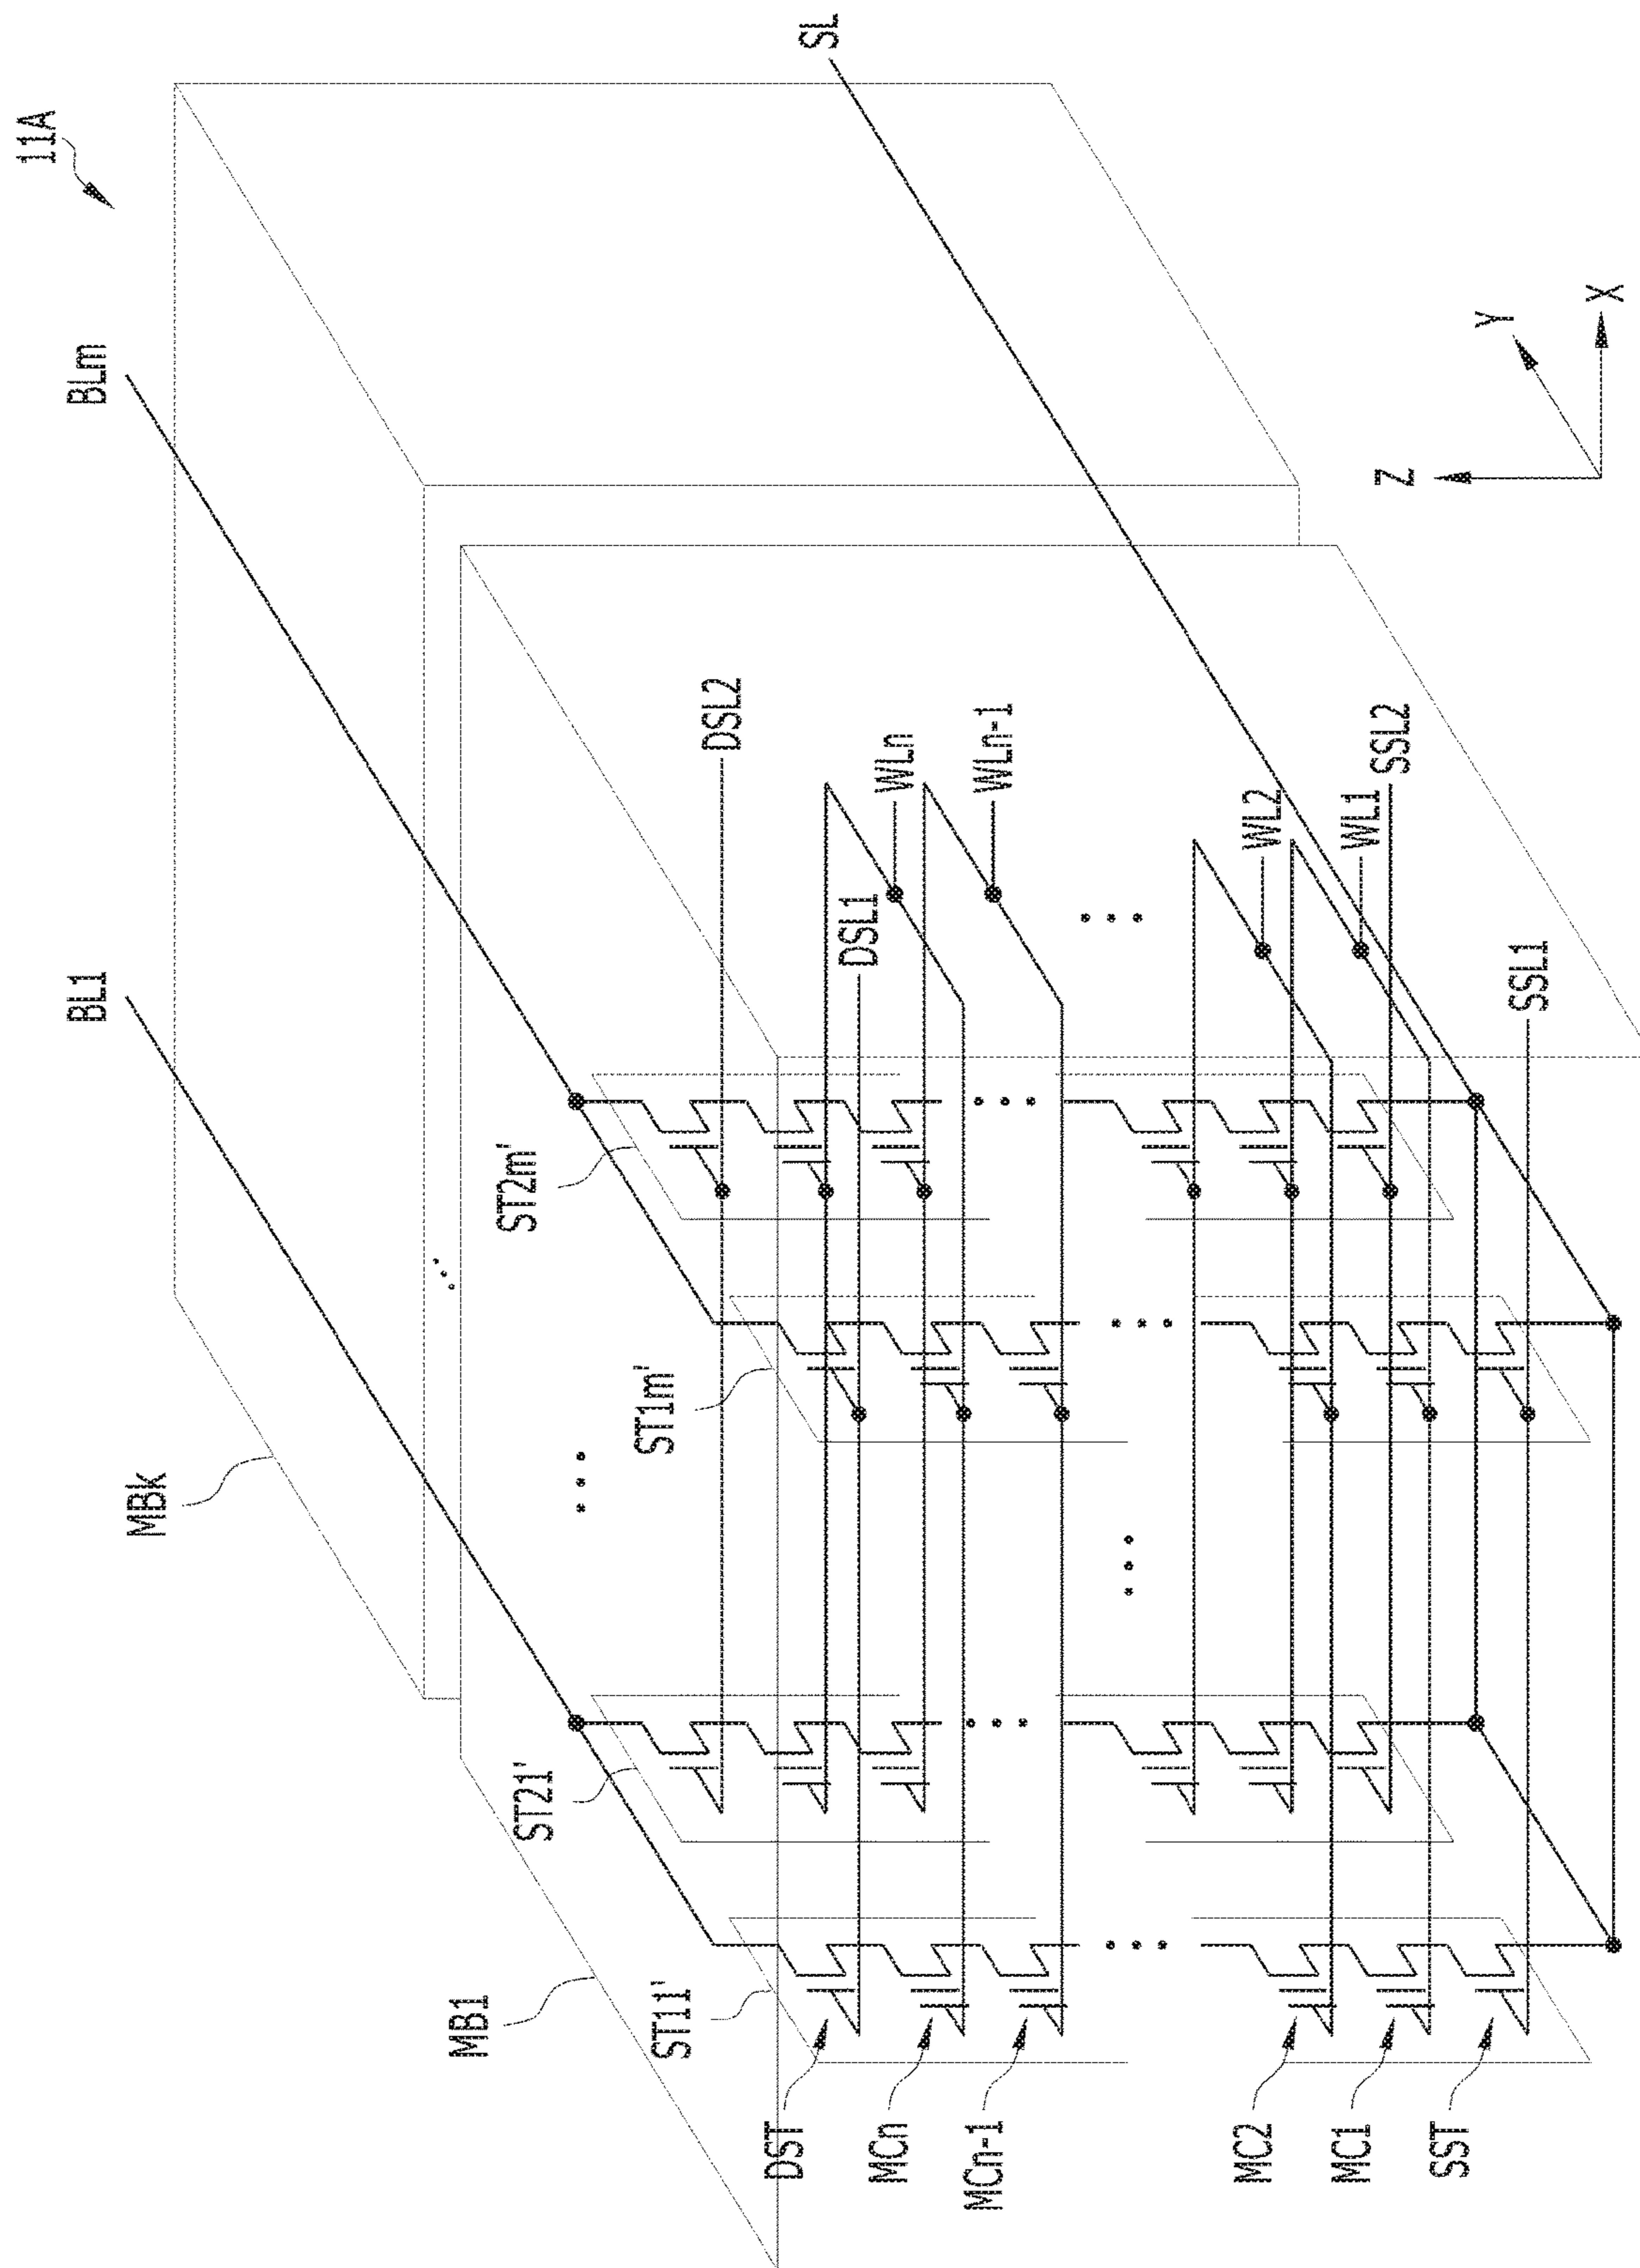 11A
MBk
BL1
BLm
SL
MB1
ST11'
ST21'
ST1m'
ST2m'
DSL2
DSL1
WLn
WLn-1
WL2
WL1
SSL2
SSL1
DST
MCn
MCn-1
MC2
MC1
SST
Z
Y
X